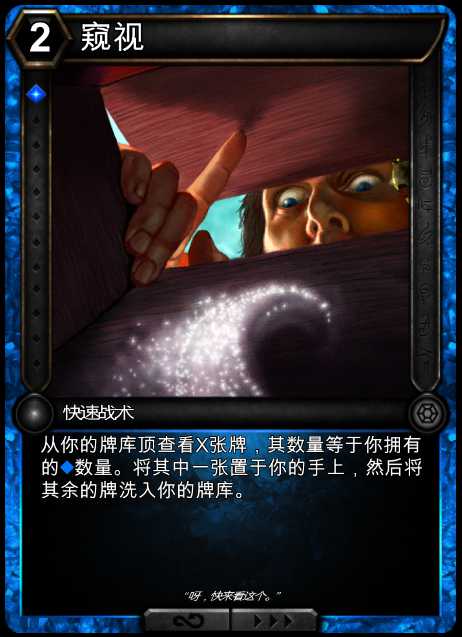 2 窥视
快速战术
从你的牌库顶查看X张牌，其数量等于你拥有
的◆数量。将其中一张置于你的手上，然后将
其余的牌洗入你的牌库。
“呀，快来看这个。”